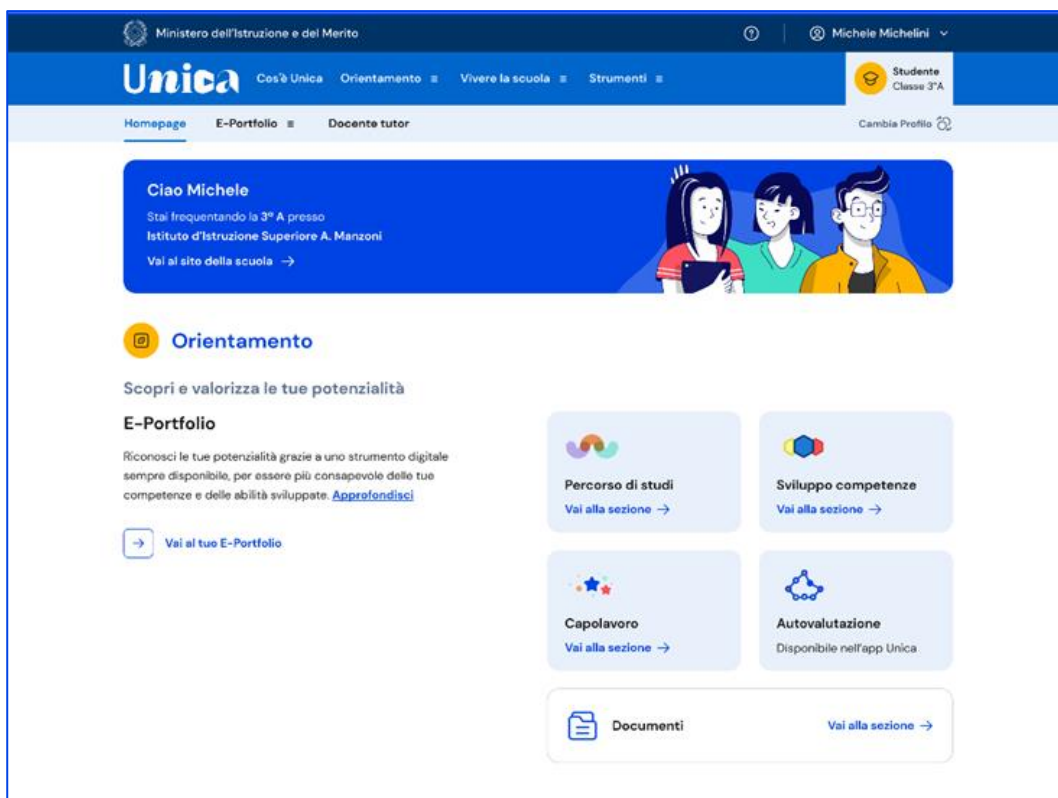 Ministero dell'Istruzione e del Merito
Michele Michelini
Unica
Cos'è Unica Orientamento Vivere la scuola Strumenti
Studente
Classe 3ªA
Homepage E-Portfolio Docente tutor
Cambia Profilo
Ciao Michele
Stai frequentando la 3ª A presso
Istituto d'Istruzione Superiore A. Manzoni
Vai al sito della scuola →
Orientamento
Scopri e valorizza le tue potenzialità
E-Portfolio
Riconosci le tue potenzialità grazie a uno strumento digitale
sempre disponibile, per essere più consapevole delle tue
competenze e delle abilità sviluppate. Approfondisci
→ Vai al tuo E-Portfolio
Percorso di studi
Vai alla sezione →
Sviluppo competenze
Vai alla sezione →
Capolavoro
Vai alla sezione →
Autovalutazione
Disponibile nell'app Unica
Documenti
Vai alla sezione →